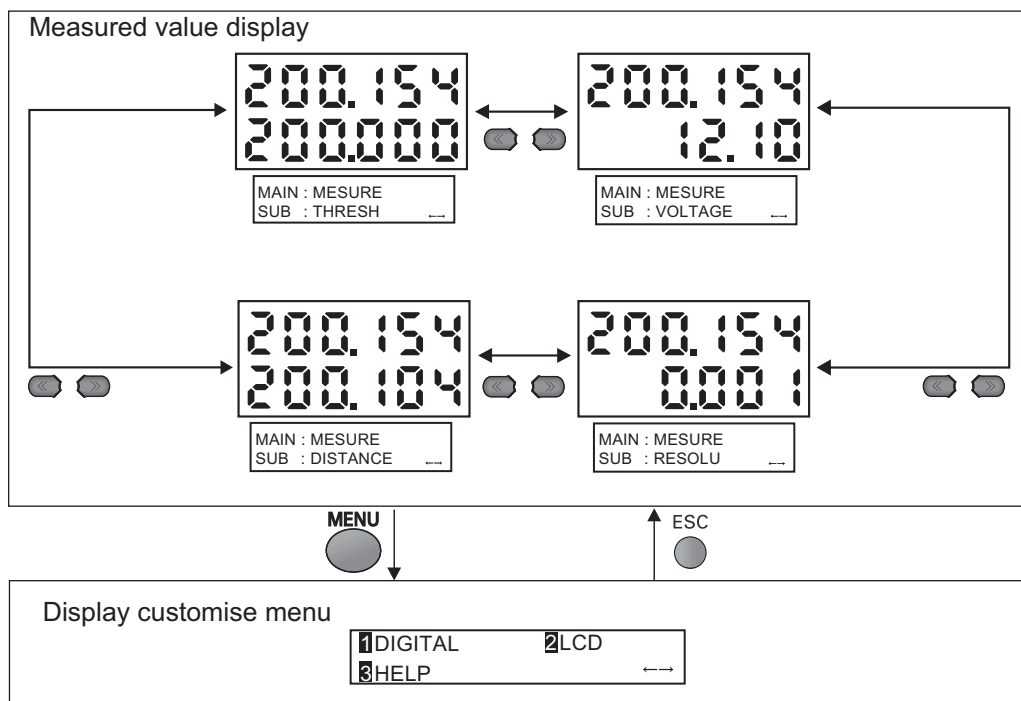 Measured value display
200.154
200.000
MAIN : MESURE
SUB : THRESH ←→
200.154
12.10
MAIN : MESURE
SUB : VOLTAGE ←→
200.154
200.104
MAIN : MESURE
SUB : DISTANCE ←→
200.154
0.001
MAIN : MESURE
SUB : RESOLU ←→
MENU
ESC
Display customise menu
1DIGITAL 2LCD
3HELP ←→